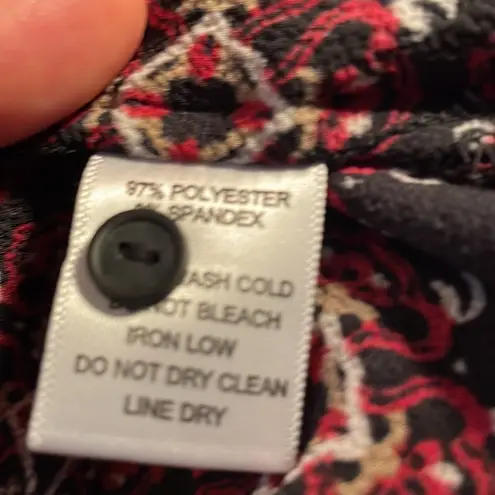 97% POLYESTER
SPANDEX
COLD
NOT BLEACH
IRON LOW
DO NOT DRY CLEAN
LINE DRY